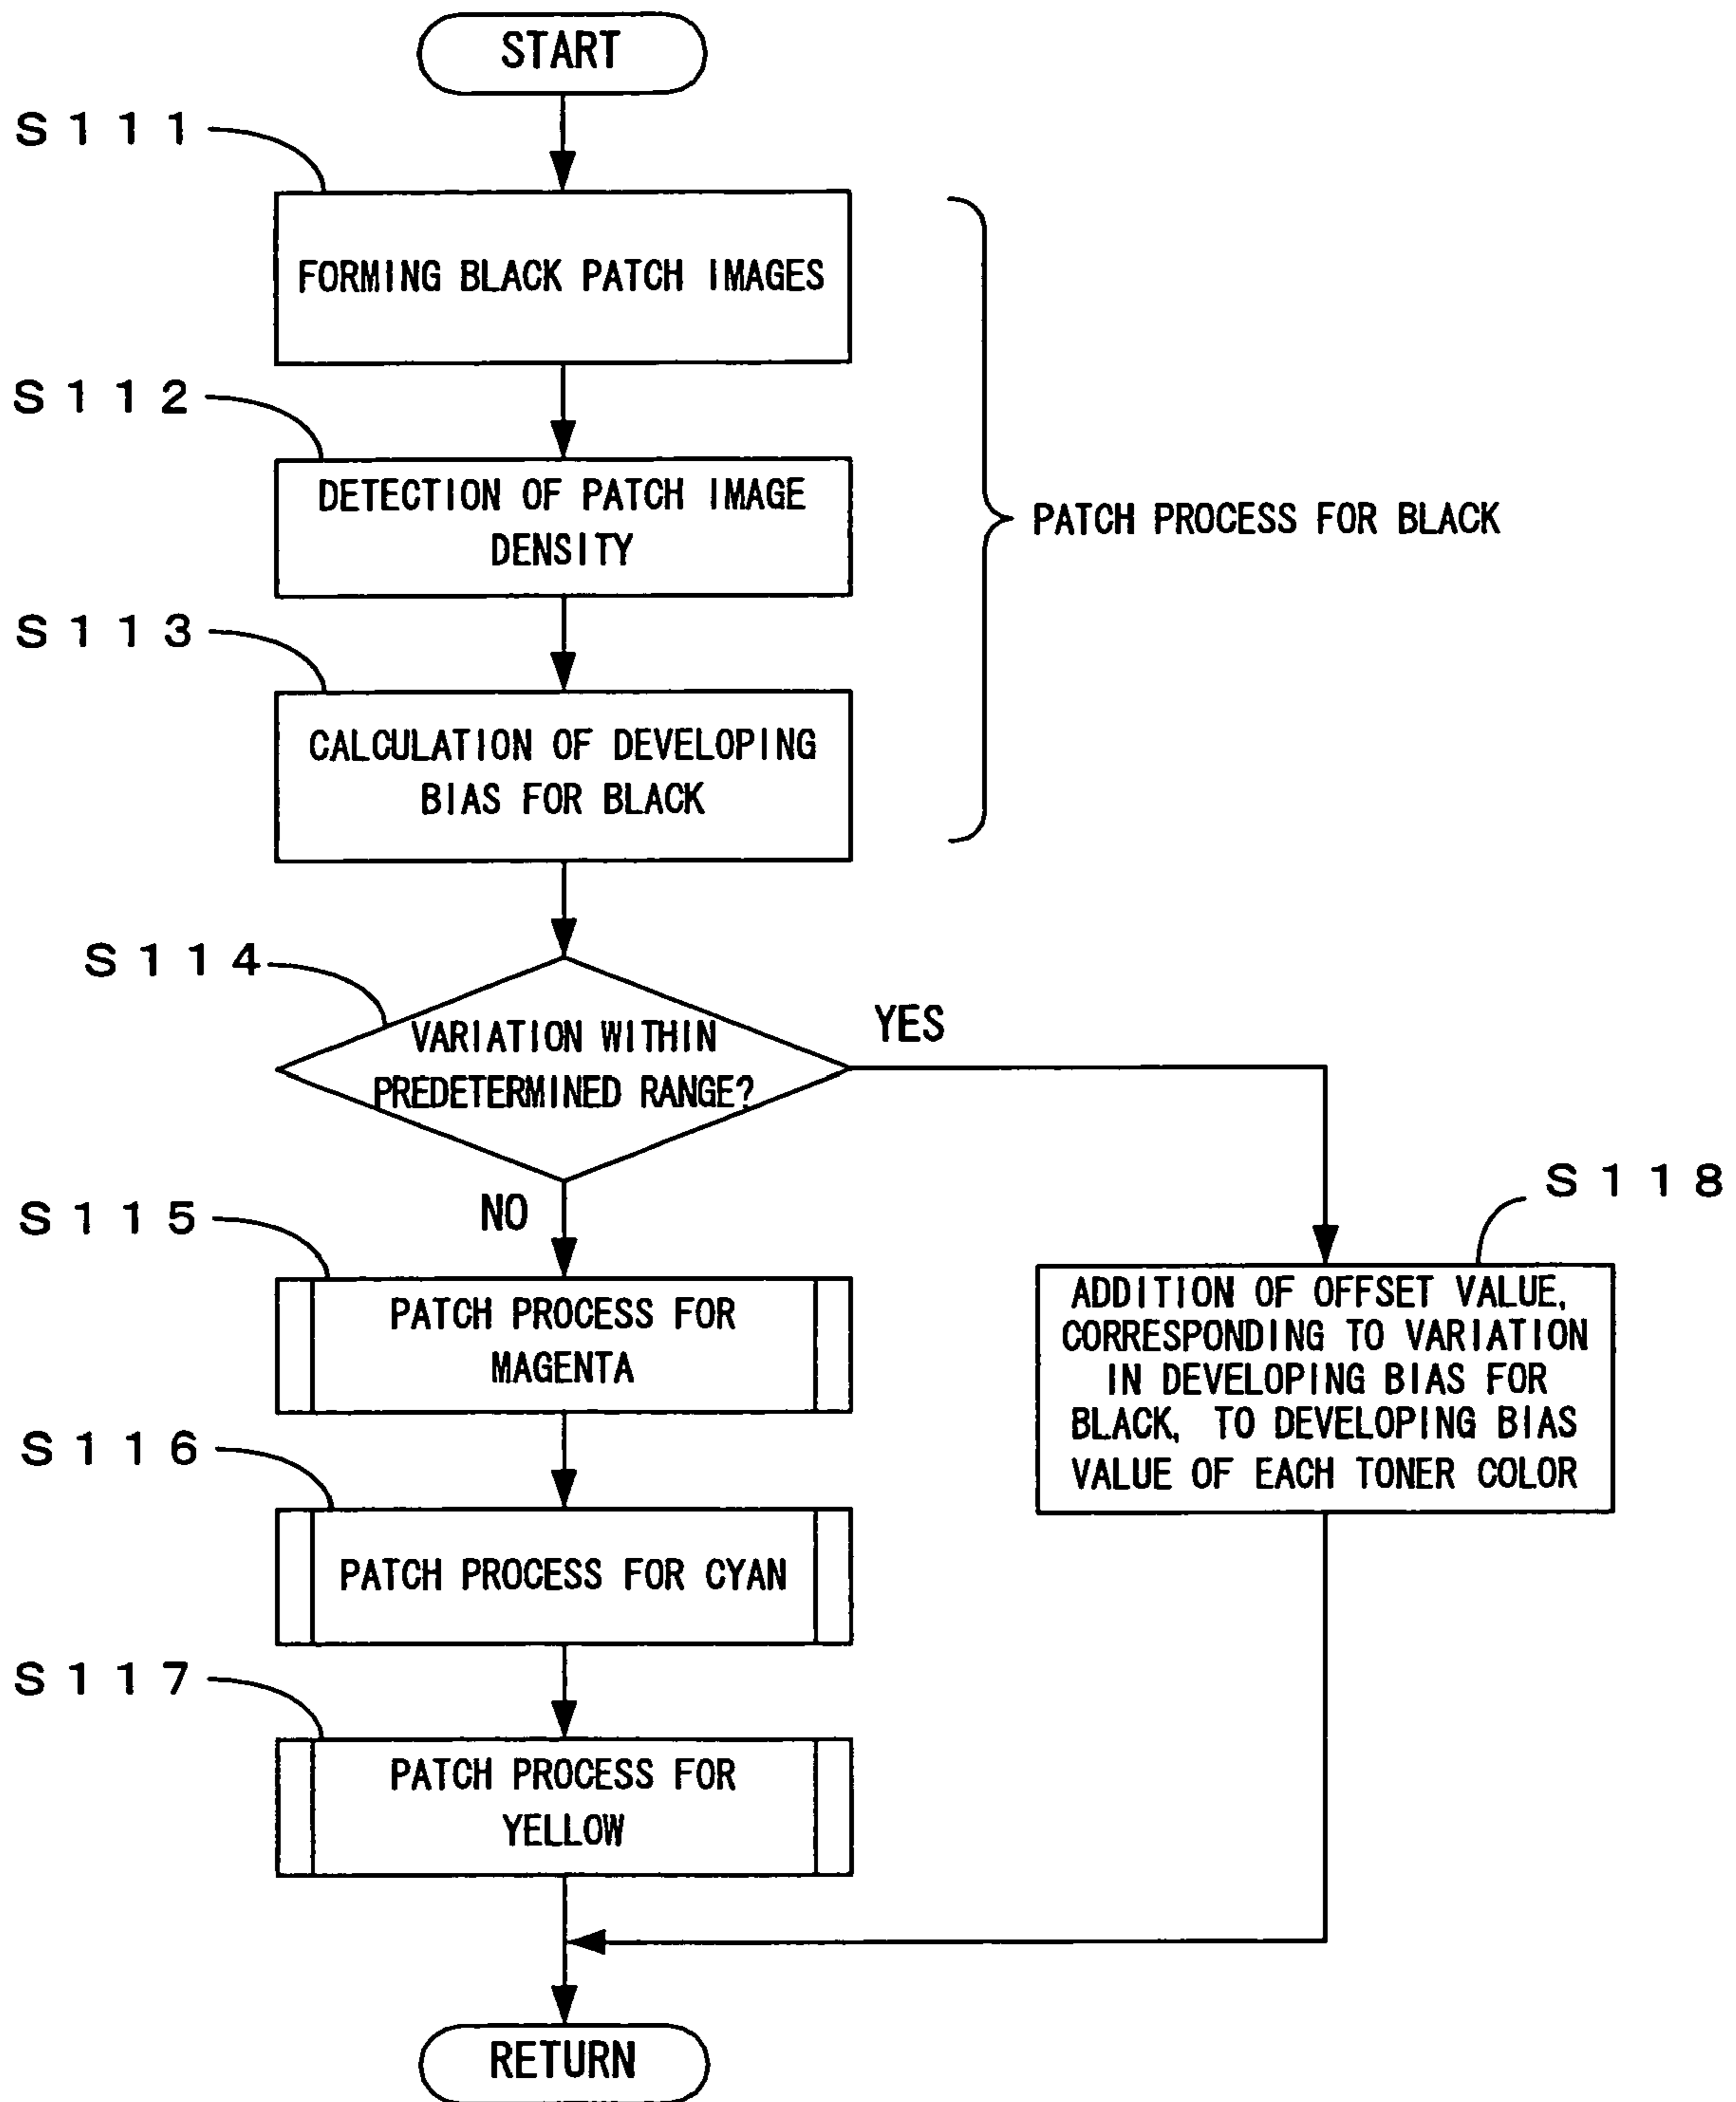 START
S111
FORMING BLACK PATCH IMAGES
S112
DETECTION OF PATCH IMAGE
DENSITY
PATCH PROCESS FOR BLACK
S113
CALCULATION OF DEVELOPING
BIAS FOR BLACK
S114
VARIATION WITHIN
PREDETERMINED RANGE?
YES
NO
S115
PATCH PROCESS FOR
MAGENTA
S118
ADDITION OF OFFSET VALUE,
CORRESPONDING TO VARIATION
IN DEVELOPING BIAS FOR
BLACK, TO DEVELOPING BIAS
VALUE OF EACH TONER COLOR
S116
PATCH PROCESS FOR CYAN
S117
PATCH PROCESS FOR
YELLOW
RETURN